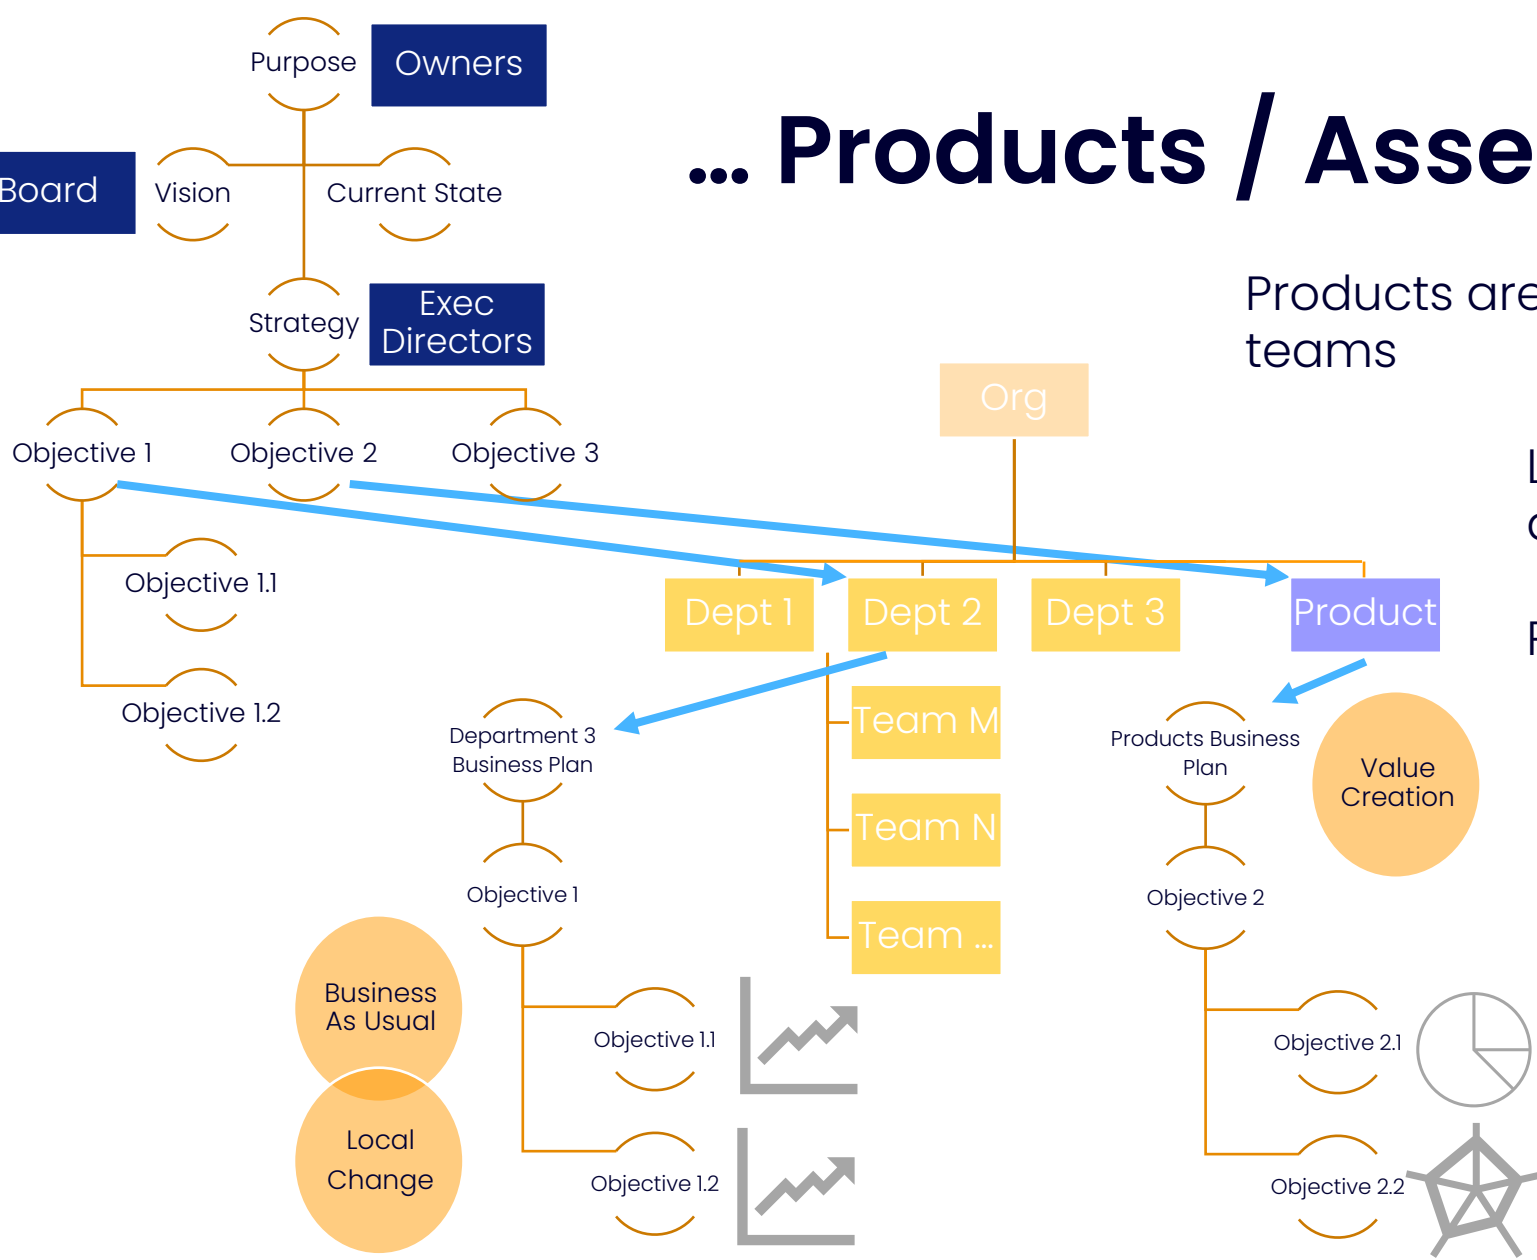 Purpose
Owners
... Products / Asse
Board
Vision
Current State
Products are
teams
Strategy
Exec
Directors
Org
Objective 1
Objective 2
Objective 3
Dept 1
Dept 2
Dept 3
Product
Objective 1.1
Objective 1.2
Team M
Team N
Team ...
Department 3
Business Plan
Products Business
Plan
Value
Creation
Objective 1
Objective 2
Business
As Usual
Local
Change
Objective 1.1
Objective 1.2
Objective 2.1
Objective 2.2